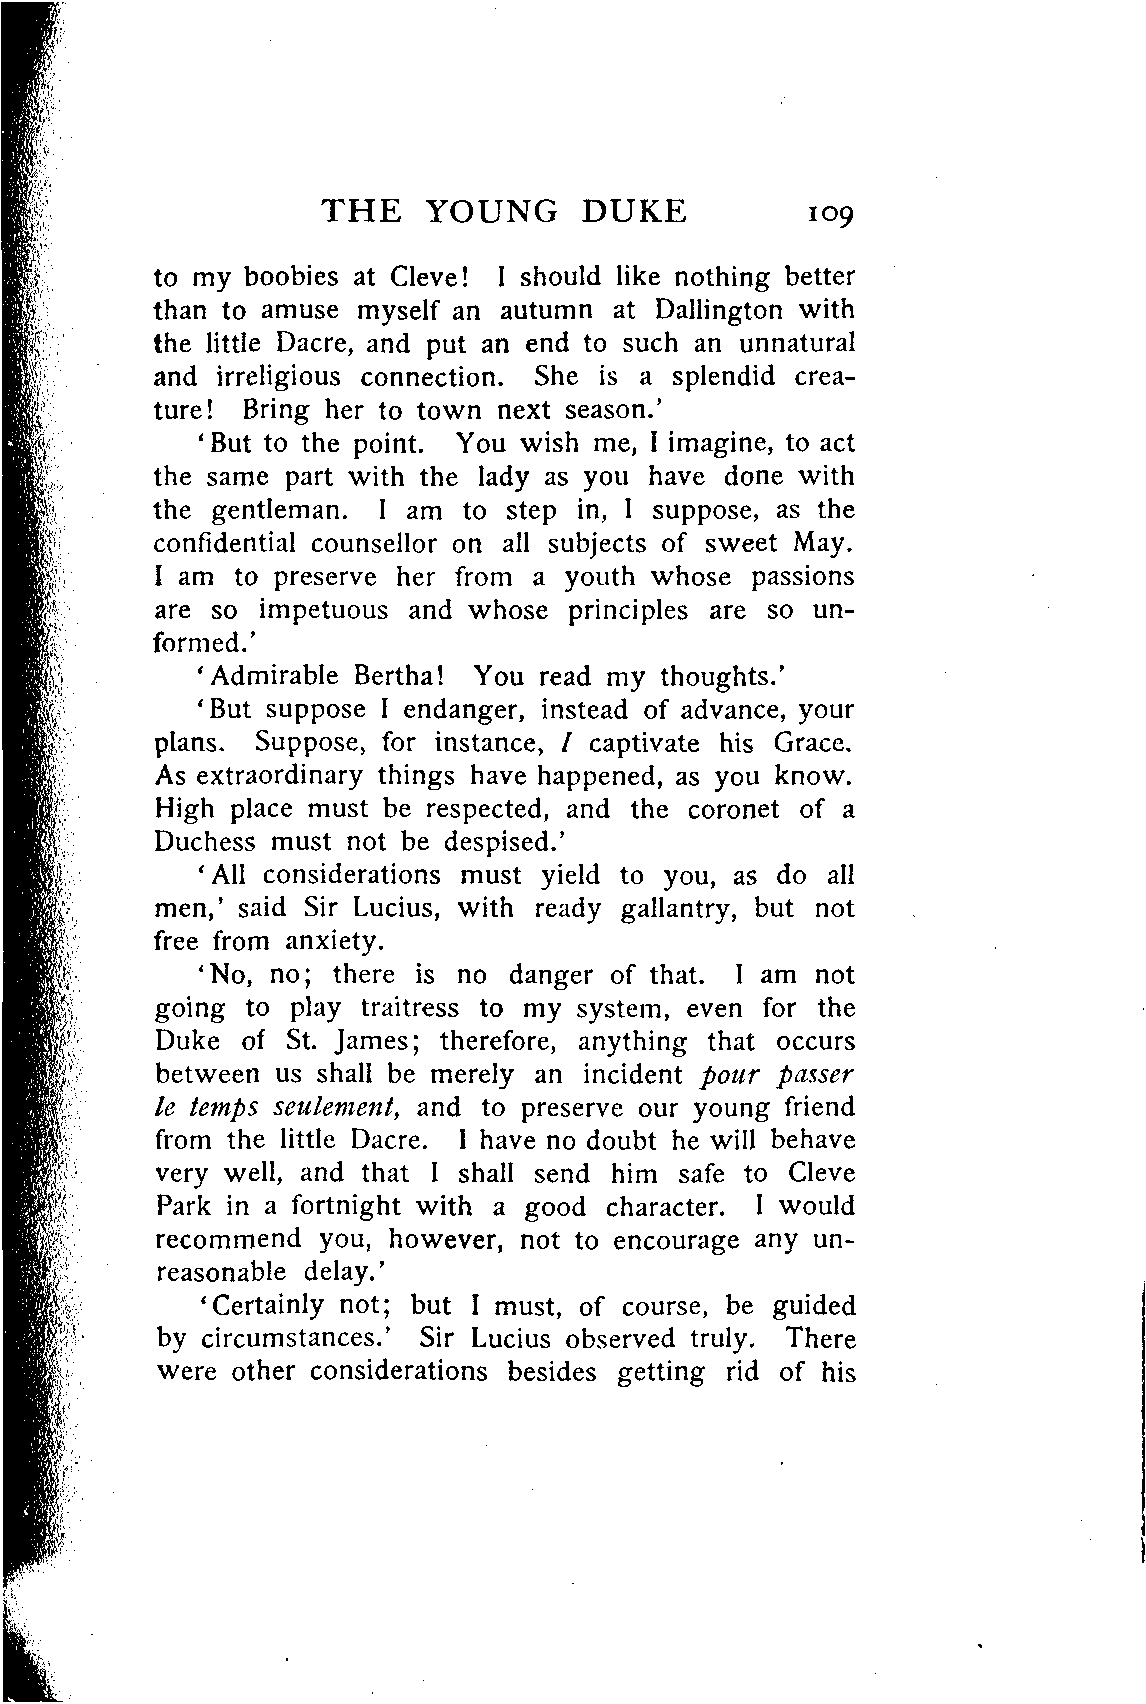 THE YOUNG DUKE 109
to my boobies at Cleve! I should like nothing better
than to amuse myself an autumn at Dallington with
the little Dacre, and put an end to such an unnatural
and irreligious connection. She is a splendid crea-
ture! Bring her to town next season.’
‘But to the point. You wish me, I imagine, to act
the same part with the lady as you have done with
the gentleman. I am to step in, I suppose, as the
confidential counsellor on all subjects of sweet May.
I am to preserve her from a youth whose passions
are so impetuous and whose principles are so un-
formed.’
‘Admirable Bertha! You read my thoughts.’
‘But suppose I endanger, instead of advance, your
plans. Suppose, for instance, I captivate his Grace.
As extraordinary things have happened, as you know.
High place must be respected, and the coronet of a
Duchess must not be despised.’
‘All considerations must yield to you, as do all
men,’ said Sir Lucius, with ready gallantry, but not
free from anxiety.
‘No, no; there is no danger of that. I am not
going to play traitress to my system, even for the
Duke of St. James; therefore, anything that occurs
between us shall be merely an incident pour passer
le temps seulement, and to preserve our young friend
from the little Dacre. I have no doubt he will behave
very well, and that I shall send him safe to Cleve
Park in a fortnight with a good character. I would
recommend you, however, not to encourage any un-
reasonable delay.’
‘Certainly not; but I must, of course, be guided
by circumstances.’ Sir Lucius observed truly. There
were other considerations besides getting rid of his